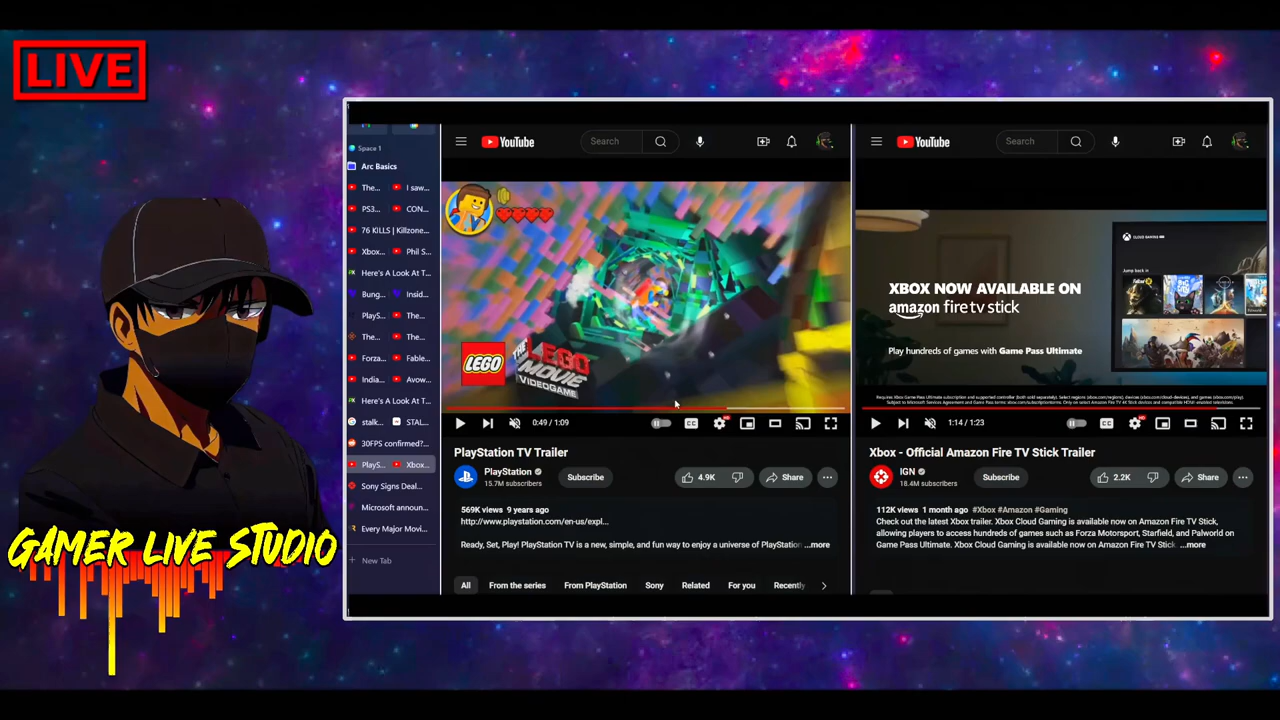 LIVE
GAMER LIVE STUDIO
Space 1
Arc Basics
The...
I saw...
PS3...
CON...
76 KILLS | Killzone...
Xbox...
Phil S...
Here's A Look At T...
Bung...
Insid...
PlayS...
The...
The...
The...
Forza...
Fable...
India...
Avow...
Here's...
Only...
stalk...
STAL...
30FPS confirmed?...
PlayS...
Xbox...
Sony Signs Deal...
Microsoft announ...
Every Major Movi...
+ New Tab
YouTube
Search
LEGO
THE LEGO MOVIE
VIDEOGAME
0:49 / 1:09
CC
PlayStation TV Trailer
PlayStation
15.7M subscribers
Subscribe
4.9K
Share
569K views 9 years ago
http://www.playstation.com/en-us/expl...
Ready, Set, Play! PlayStation TV is a new, simple, and fun way to enjoy a universe of PlayStation ...more
All
From the series
From PlayStation
Sony
Related
For you
Recently
YouTube
Search
XBOX NOW AVAILABLE ON
amazon fire tv stick
Play hundreds of games with Game Pass Ultimate
CLOUD GAMING
Jump back in
1:14 / 1:23
CC
Xbox - Official Amazon Fire TV Stick Trailer
IGN
18.4M subscribers
Subscribe
2.2K
Share
112K views 1 month ago #Xbox #Amazon #Gaming
Check out the latest Xbox trailer. Xbox Cloud Gaming is available now on Amazon Fire TV Stick,
allowing players to access hundreds of games such as Forza Motorsport, Starfield, and Palworld on
Game Pass Ultimate. Xbox Cloud Gaming is available now on Amazon Fire TV Stick ...more